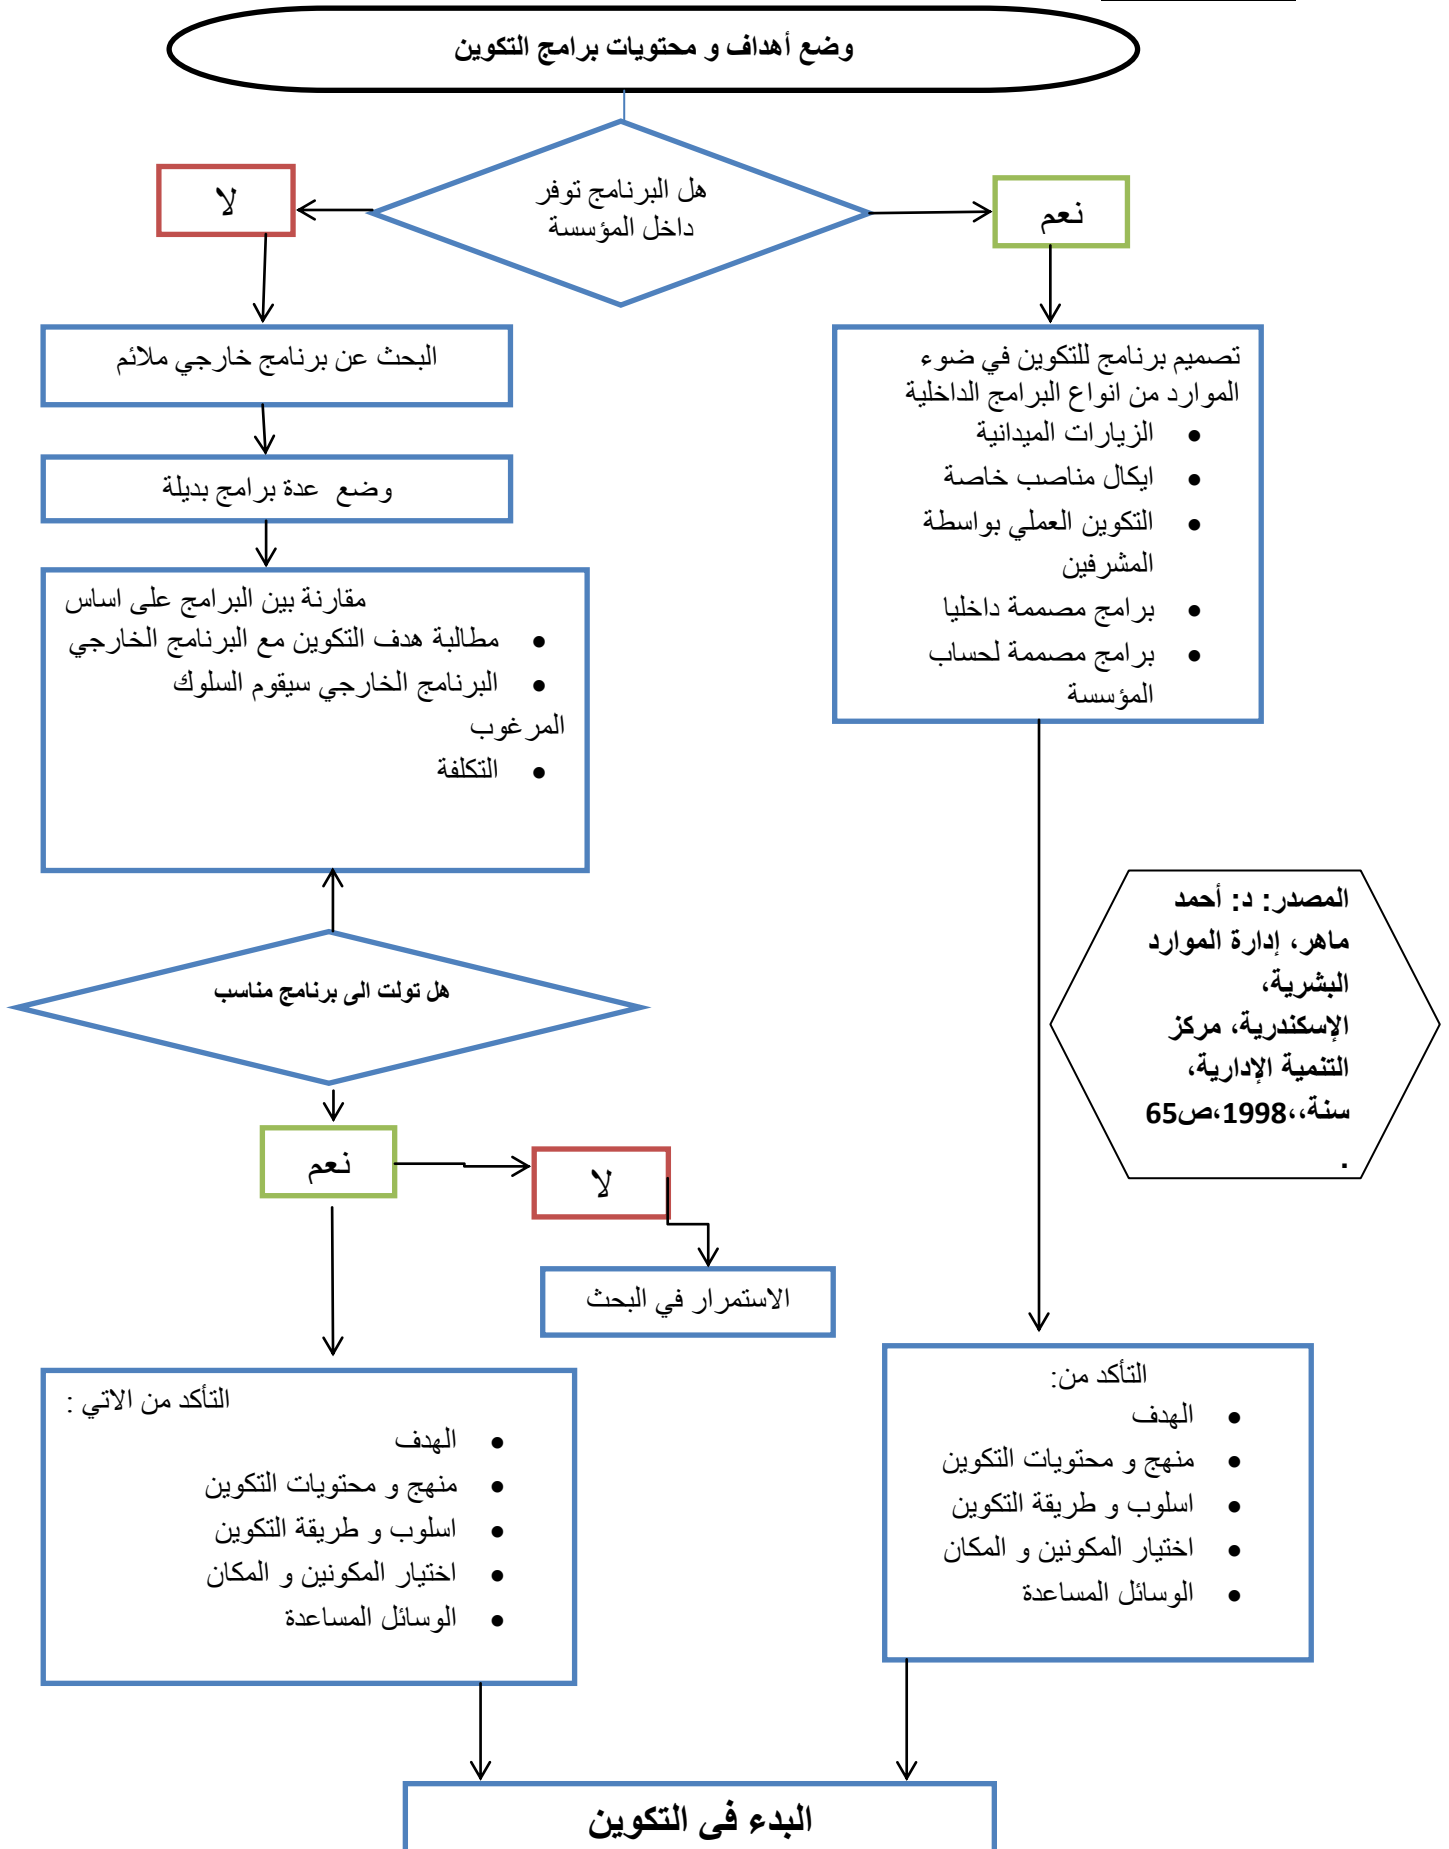 وضع أهداف و محتويات برامج التكوين
هل البرنامج توفر
داخل المؤسسة
نعم
لا
تصميم برنامج للتكوين في ضوء
الموارد من انواع البرامج الداخلية
• الزيارات الميدانية
• ايكال مناصب خاصة
• التكوين العملي بواسطة
المشرفين
• برامج مصممة داخليا
• برامج مصممة لحساب
المؤسسة
البحث عن برنامج خارجي ملائم
وضع عدة برامج بديلة
مقارنة بين البرامج على اساس
• مطالبة هدف التكوين مع البرنامج الخارجي
• البرنامج الخارجي سيقوم السلوك
المرغوب
• التكلفة
المصدر: د: أحمد
ماهر، إدارة الموارد
البشرية،
الإسكندرية، مركز
التنمية الإدارية،
سنة،،1998،ص65
.
هل تولت الى برنامج مناسب
نعم
لا
الاستمرار في البحث
التأكد من:
• الهدف
• منهج و محتويات التكوين
• اسلوب و طريقة التكوين
• اختيار المكونين و المكان
• الوسائل المساعدة
التأكد من الاتي :
• الهدف
• منهج و محتويات التكوين
• اسلوب و طريقة التكوين
• اختيار المكونين و المكان
• الوسائل المساعدة
البدء في التكوين